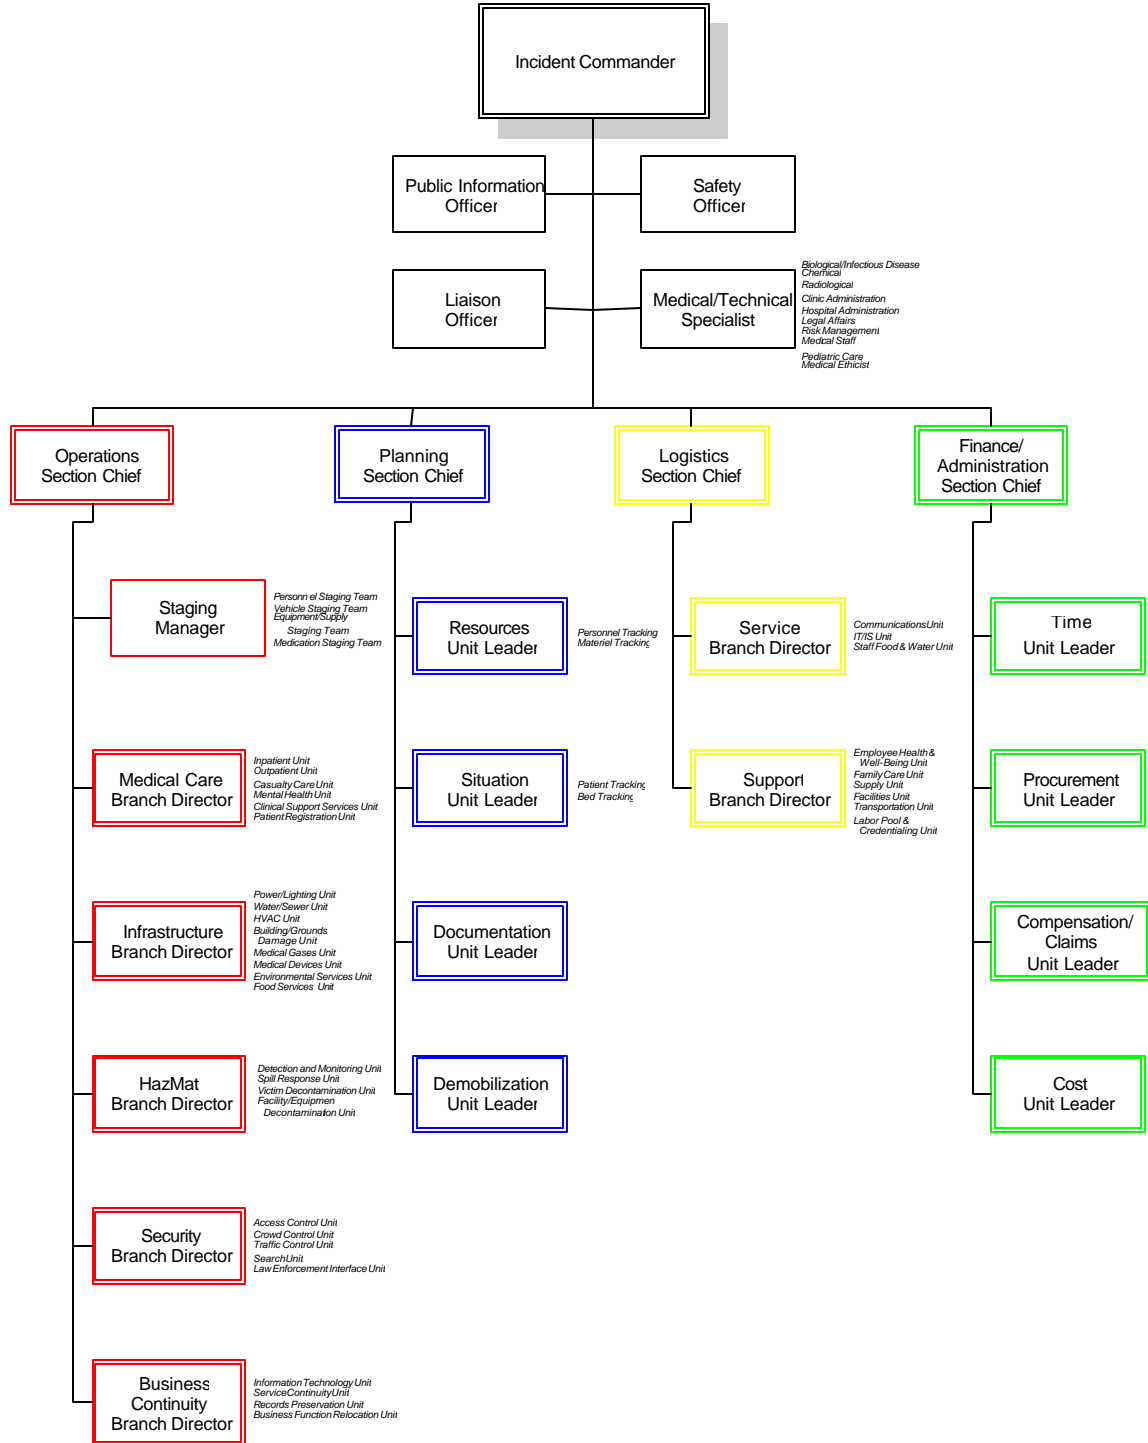 Incident Commander
Public Information
Officer
Safety
Officer
Liaison
Officer
Medical/Technical
Specialist
Biological/Infectious Disease
Chemical
Radiological
Clinic Administration
Hospital Administration
Legal Affairs
Risk Management
Medical Staff
Pediatric Care
Medical Ethicist
Operations
Section Chief
Planning
Section Chief
Logistics
Section Chief
Finance/
Administration
Section Chief
Staging
Manager
Personnel Staging Team
Vehicle Staging Team
Equipment/Supply
Staging Team
Medication Staging Team
Resources
Unit Leader
Personnel Tracking
Materiel Tracking
Service
Branch Director
Communications Unit
IT/IS Unit
Staff Food & Water Unit
Time
Unit Leader
Medical Care
Branch Director
Inpatient Unit
Outpatient Unit
Casualty Care Unit
Mental Health Unit
Clinical Support Services Unit
Patient Registration Unit
Situation
Unit Leader
Patient Tracking
Bed Tracking
Support
Branch Director
Employee Health &
Well-Being Unit
Family Care Unit
Supply Unit
Facilities Unit
Transportation Unit
Labor Pool &
Credentialing Unit
Procurement
Unit Leader
Infrastructure
Branch Director
Power/Lighting Unit
Water/Sewer Unit
HVAC Unit
Building/Grounds
Damage Unit
Medical Gases Unit
Medical Devices Unit
Environmental Services Unit
Food Services Unit
Documentation
Unit Leader
Compensation/
Claims
Unit Leader
HazMat
Branch Director
Detection and Monitoring Unit
Spill Response Unit
Victim Decontamination Unit
Facility/Equipmen
Decontamination Unit
Demobilization
Unit Leader
Cost
Unit Leader
Security
Branch Director
Access Control Unit
Crowd Control Unit
Traffic Control Unit
Search Unit
Law Enforcement Interface Unit
Business
Continuity
Branch Director
Information Technology Unit
Service Continuity Unit
Records Preservation Unit
Business Function Relocation Unit